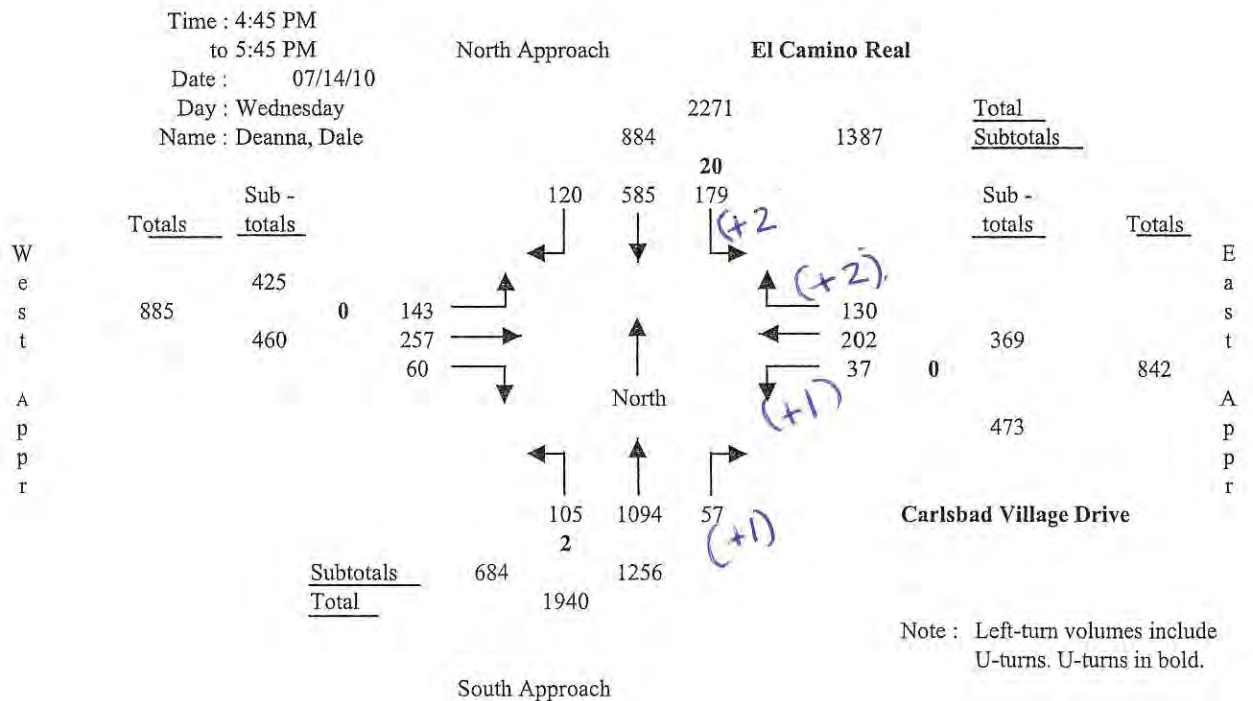 Time : 4:45 PM
to 5:45 PM
North Approach
El Camino Real
Date : 07/14/10
Day : Wednesday
2271
Total
Name : Deanna, Dale
884
1387
Subtotals
20
Sub -
120
585
179
Sub -
Totals
totals
(+2
totals
Totals
West Appr
East Appr
425
(+2)
885
0
143
130
460
257
202
369
60
37
0
842
North
(+1)
473
105
1094
57
Carlsbad Village Drive
2
(+1)
Subtotals
684
1256
Total
1940
Note : Left-turn volumes include
U-turns. U-turns in bold.
South Approach